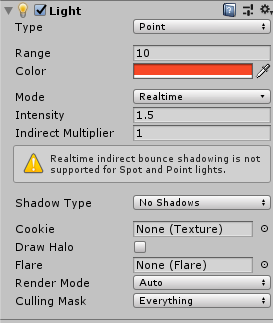 Light
Type Point
Range 10
Color
Mode Realtime
Intensity 1.5
Indirect Multiplier 1
Realtime indirect bounce shadowing is not
supported for Spot and Point lights.
Shadow Type No Shadows
Cookie None (Texture)
Draw Halo
Flare None (Flare)
Render Mode Auto
Culling Mask Everything